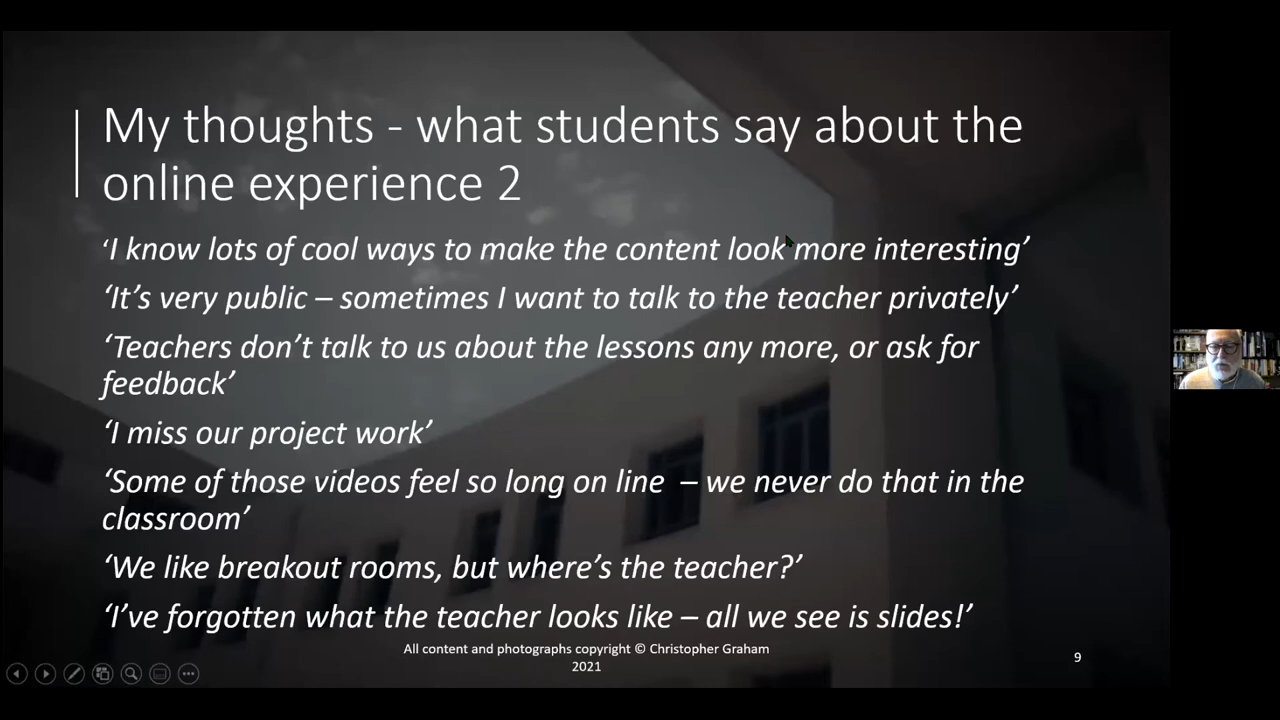 My thoughts - what students say about the
online experience 2
‘I know lots of cool ways to make the content look more interesting’
‘It’s very public – sometimes I want to talk to the teacher privately’
‘Teachers don’t talk to us about the lessons any more, or ask for
feedback’
‘I miss our project work’
‘Some of those videos feel so long on line  – we never do that in the
classroom’
‘We like breakout rooms, but where’s the teacher?’
‘I’ve forgotten what the teacher looks like – all we see is slides!’
All content and photographs copyright © Christopher Graham
2021
9